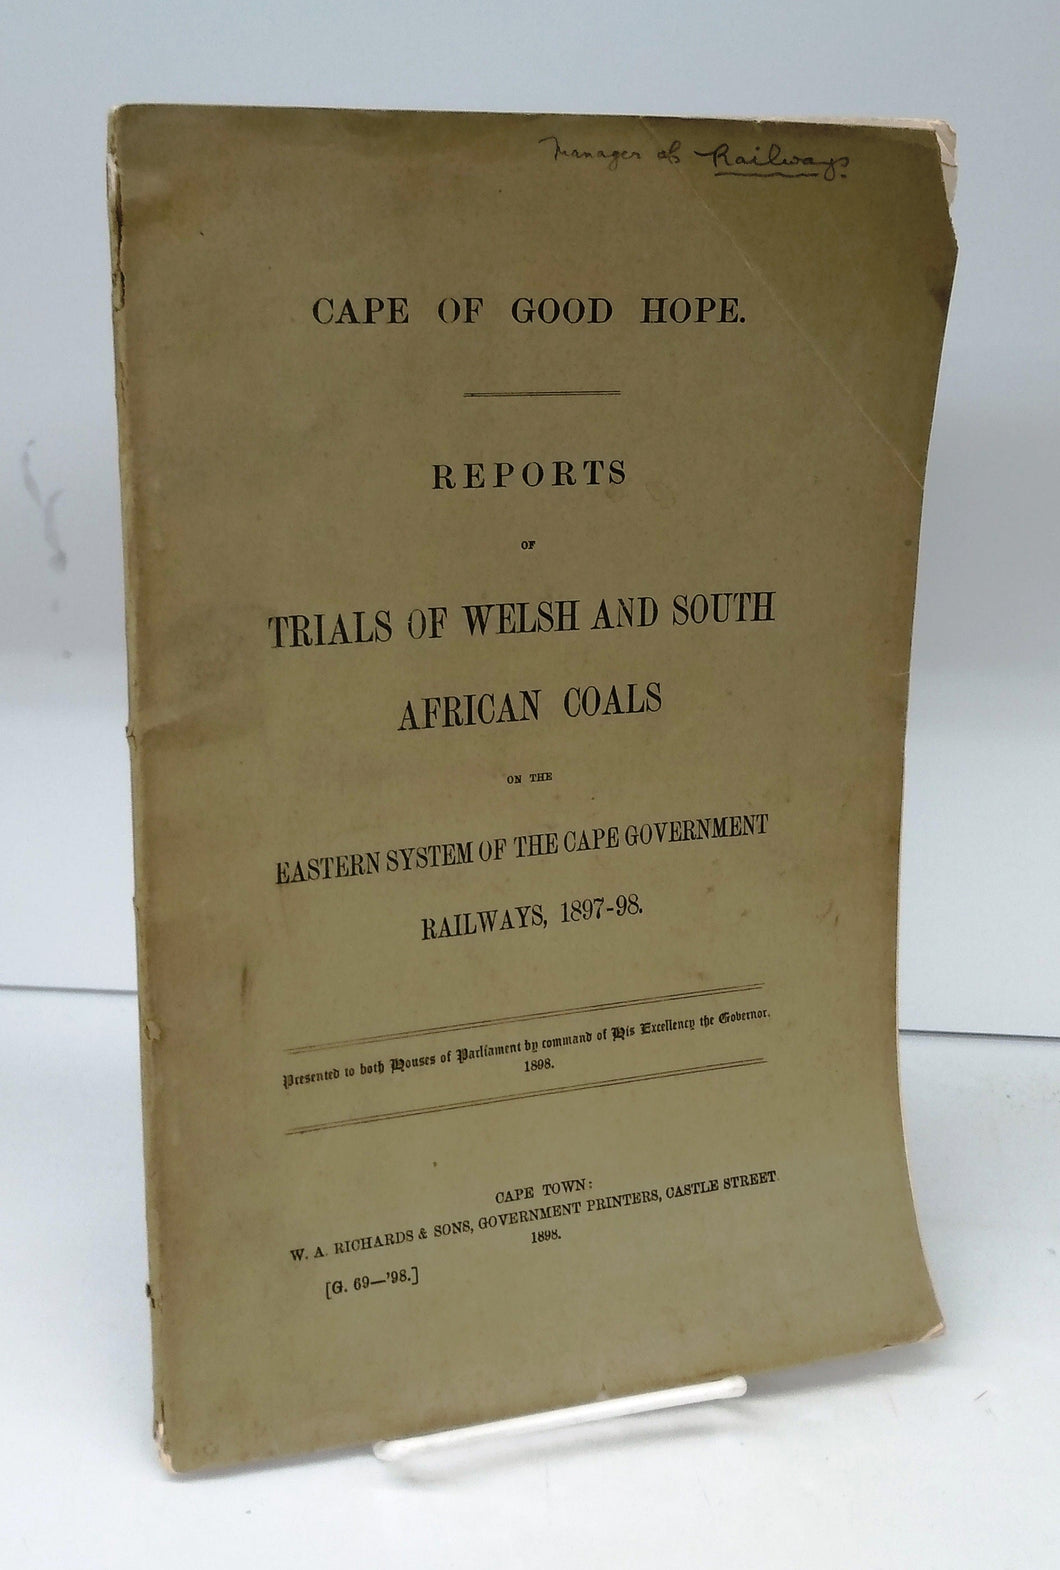 Manager of Railways.
CAPE OF GOOD HOPE.
REPORTS
OF
TRIALS OF WELSH AND SOUTH
AFRICAN COALS
ON THE
EASTERN SYSTEM OF THE CAPE GOVERNMENT
RAILWAYS, 1897-98.
Presented to both Houses of Parliament by command of His Excellency the Governor.
1898.
CAPE TOWN:
W. A. RICHARDS & SONS, GOVERNMENT PRINTERS, CASTLE STREET.
1898.
[G. 69—'98.]